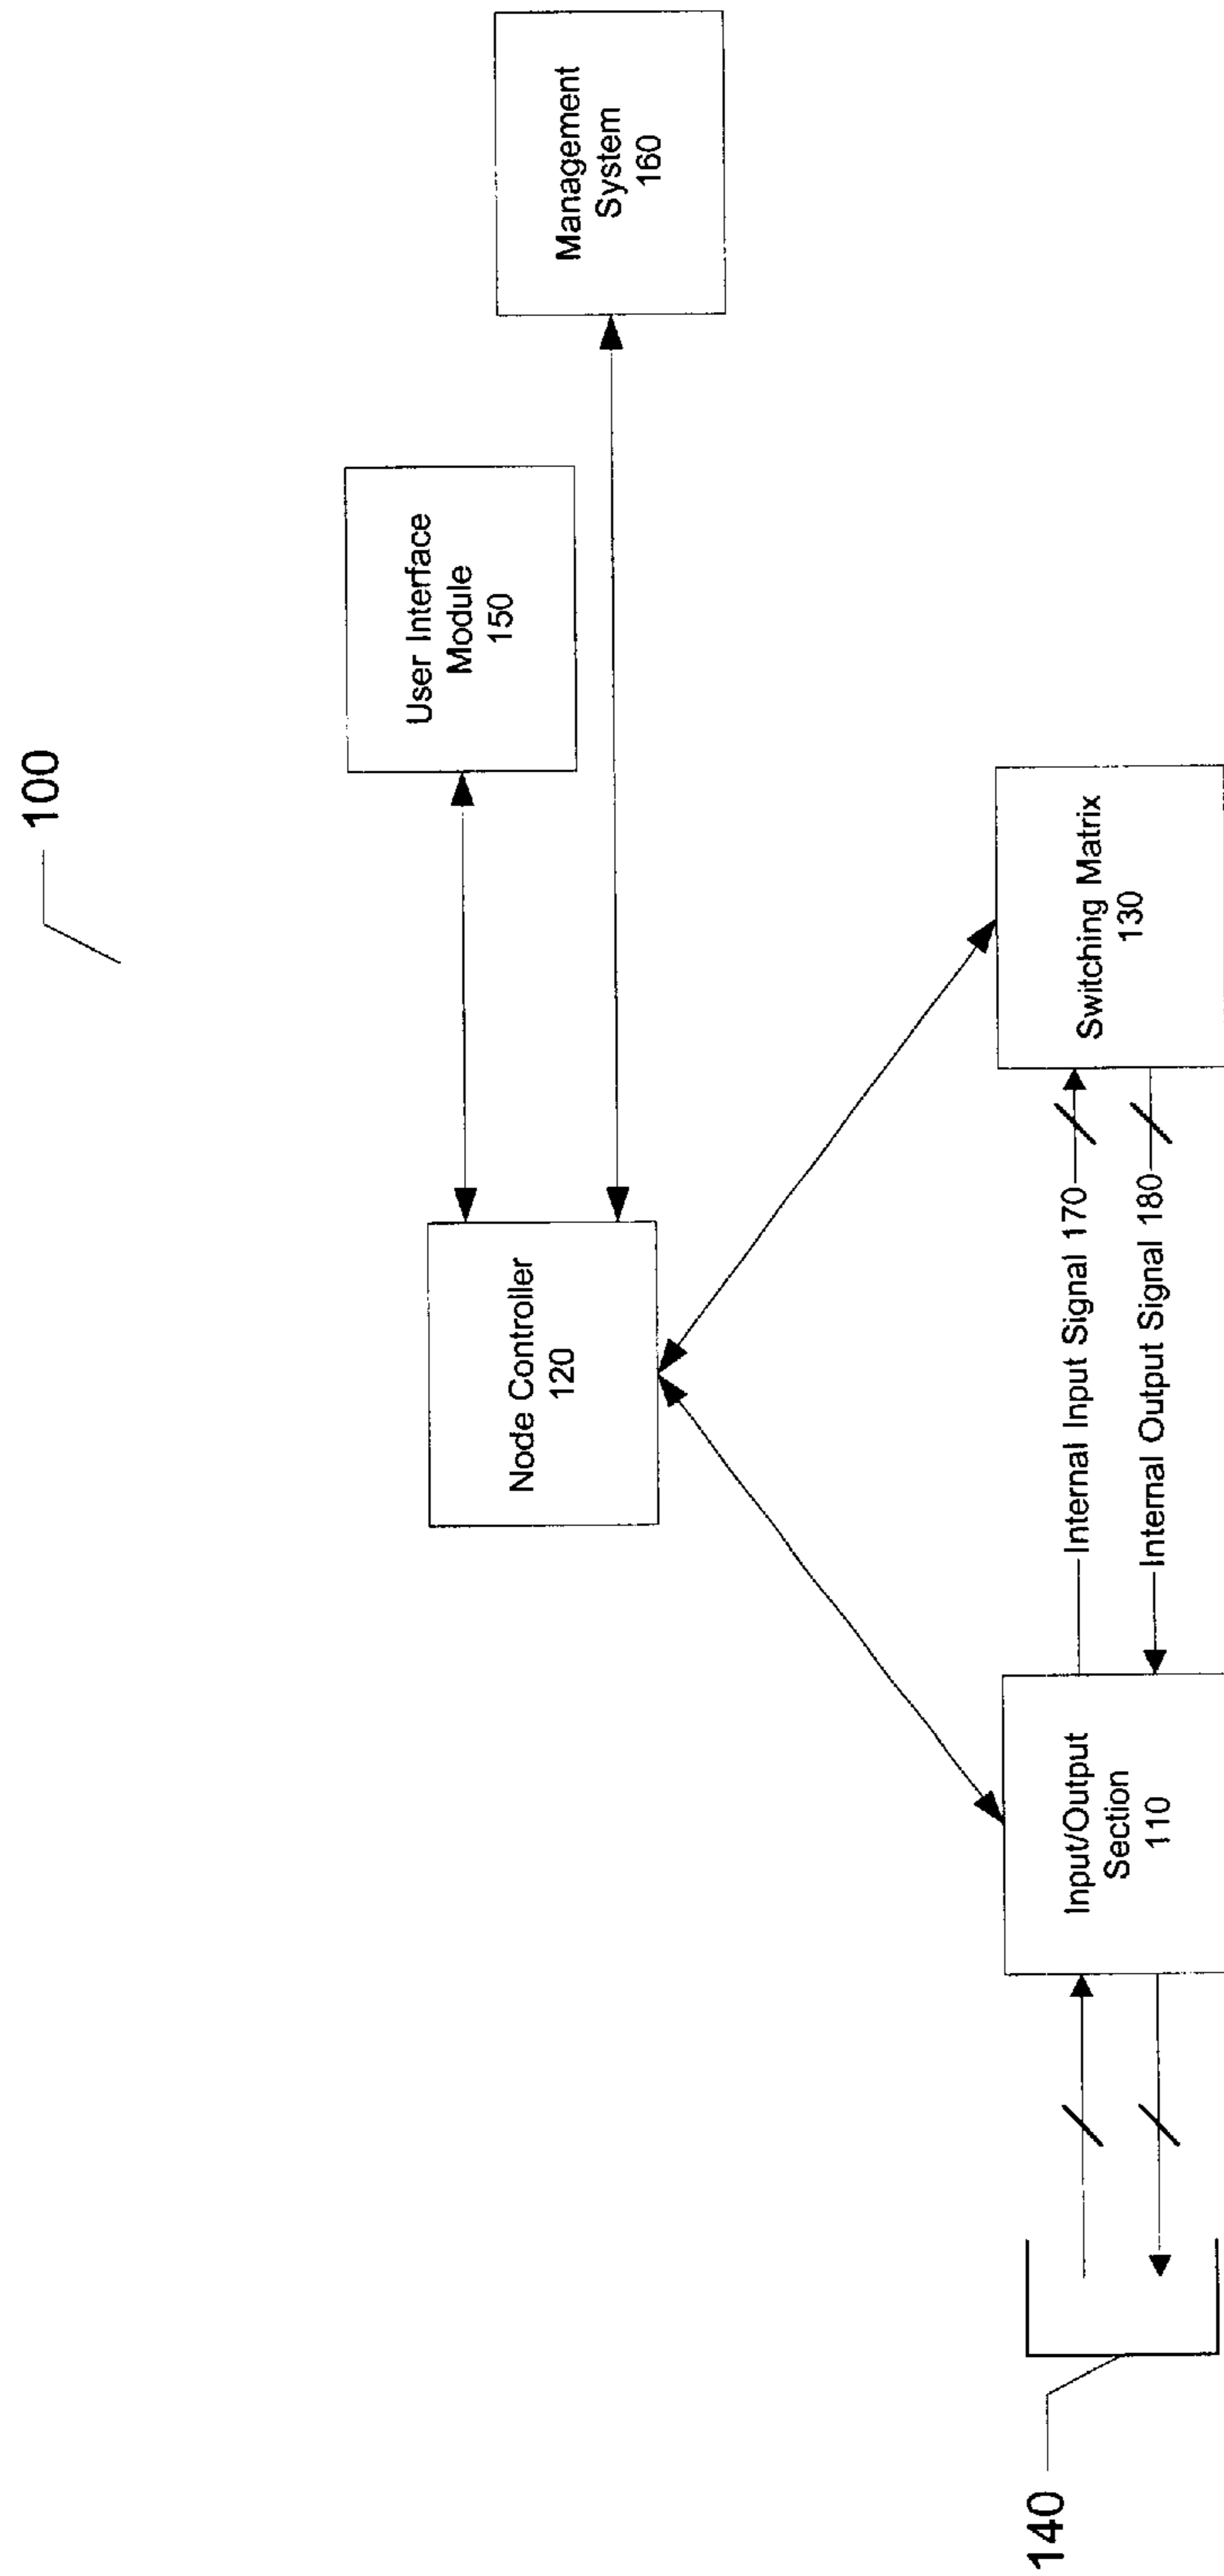 100
Management
System
160
User Interface
Module
150
Node Controller
120
Switching Matrix
130
Internal Input Signal 170
Internal Output Signal 180
Input/Output
Section
110
140